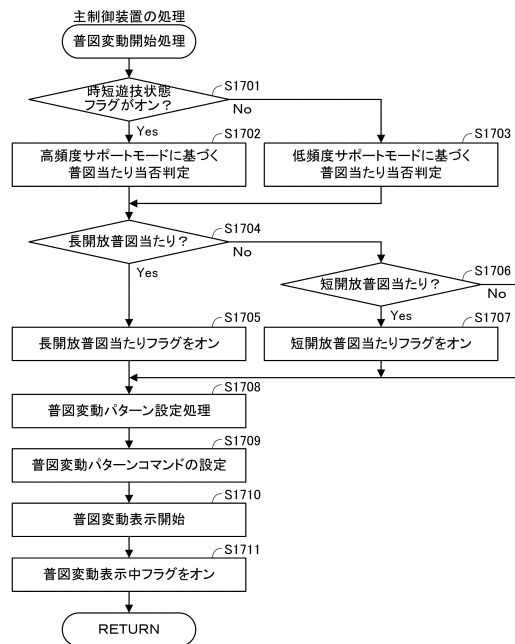 主制御装置の処理
普図変動開始処理
S1701
時短遊技状態
フラグがオン？
No
Yes
S1702
高頻度サポートモードに基づく
普図当たり当否判定
S1703
低頻度サポートモードに基づく
普図当たり当否判定
S1704
長開放普図当たり？
No
Yes
S1706
短開放普図当たり？
No
Yes
S1705
長開放普図当たりフラグをオン
S1707
短開放普図当たりフラグをオン
S1708
普図変動パターン設定処理
S1709
普図変動パターンコマンドの設定
S1710
普図変動表示開始
S1711
普図変動表示中フラグをオン
RETURN